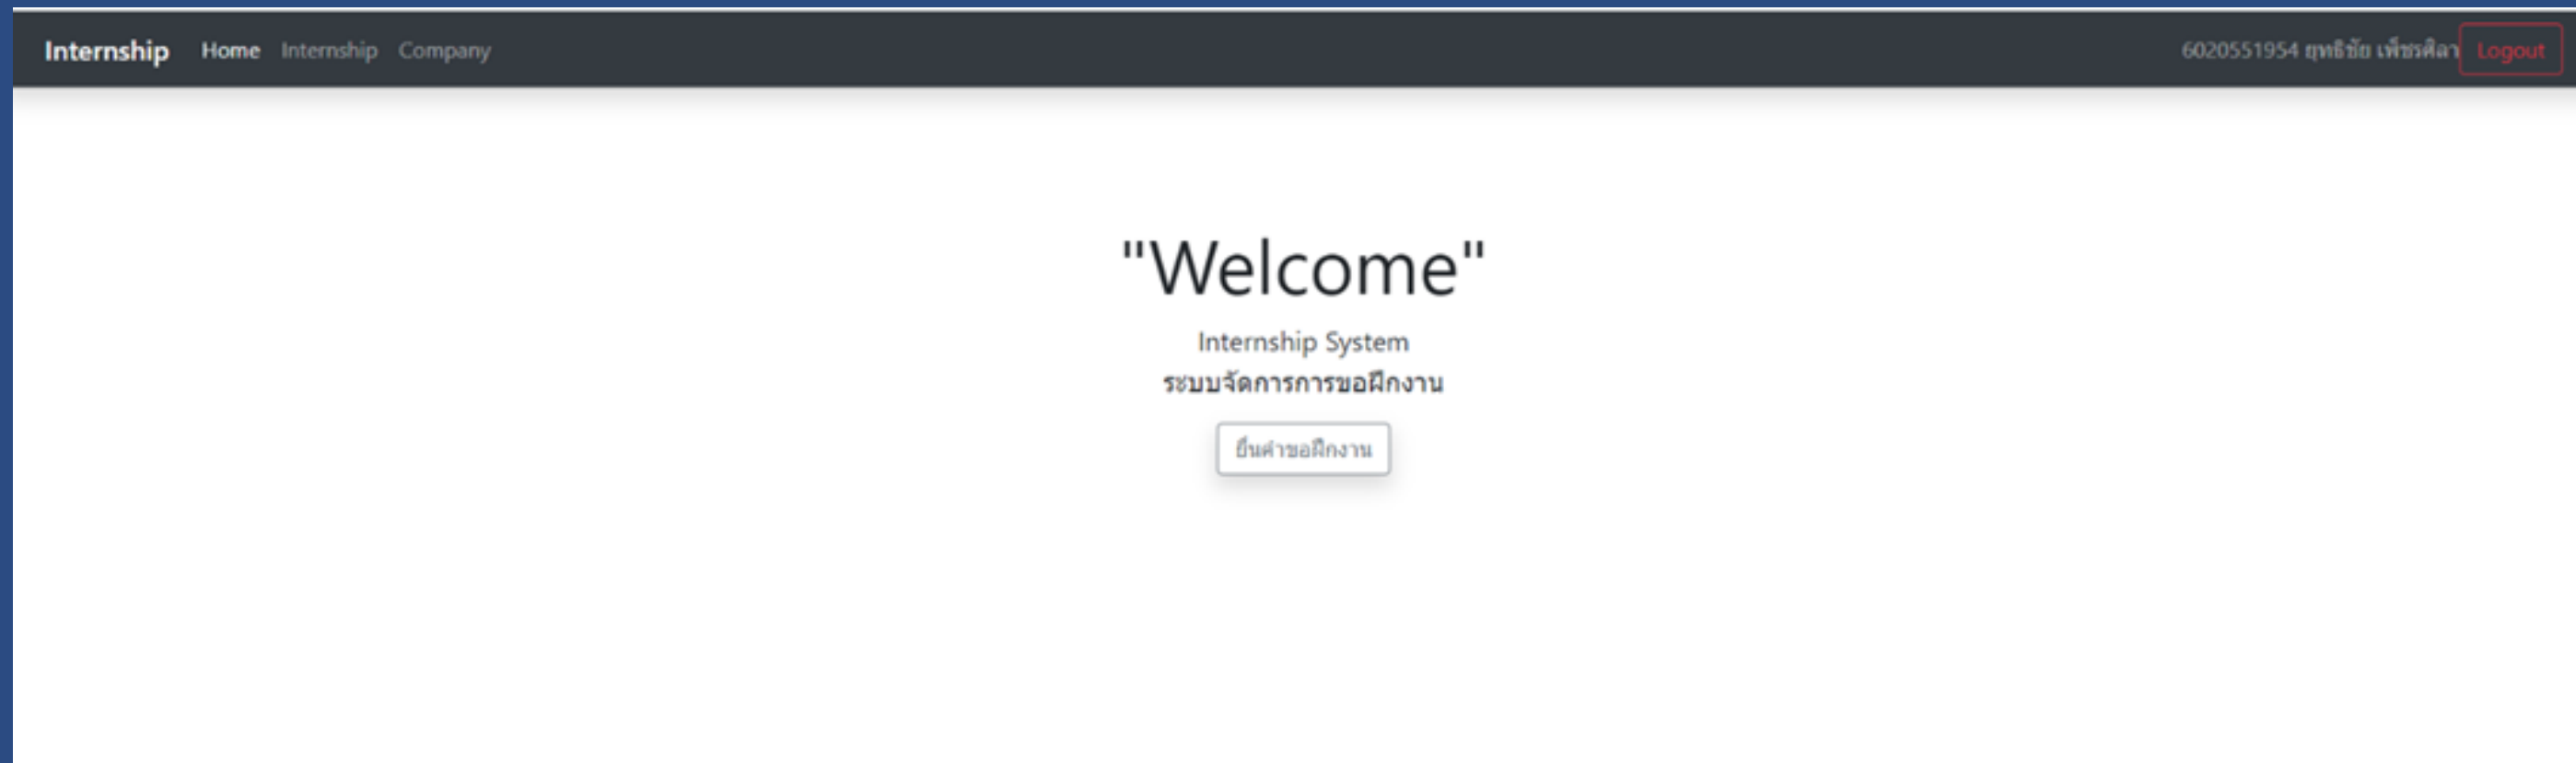 Internship Home Internship Company 6020551954 ยุทธิชัย เพ็ชรศิลา Logout
"Welcome"
Internship System
ระบบจัดการการขอฝึกงาน
ยื่นคำขอฝึกงาน